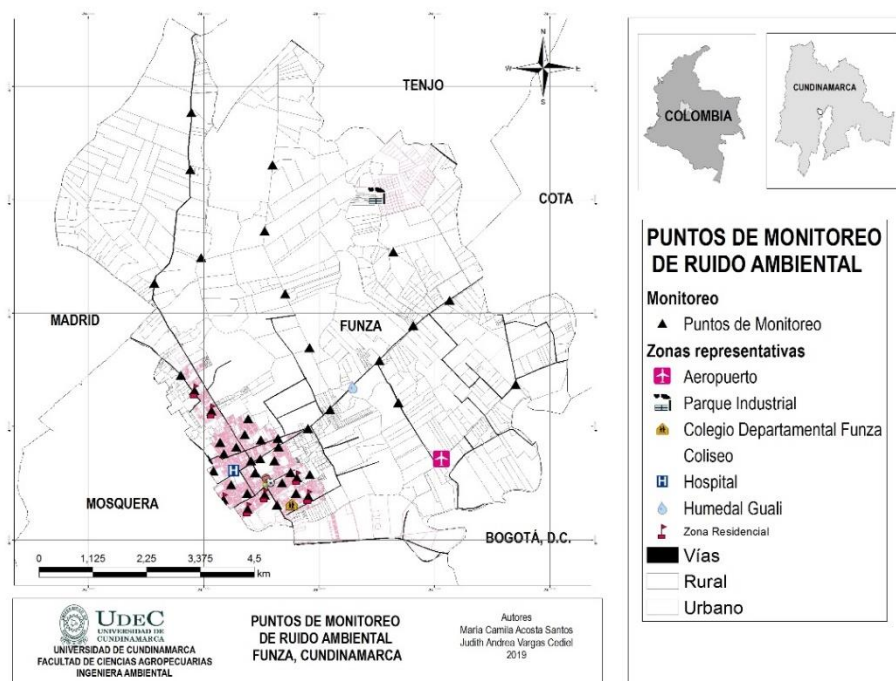 N
W
E
S
TENJO
COTA
MADRID
FUNZA
MOSQUERA
BOGOTÁ, D.C.
H
0
1,125
2,25
3,375
4,5
km
UDEC
UNIVERSIDAD DE
CUNDINAMARCA
UNIVERSIDAD DE CUNDINAMARCA
FACULTAD DE CIENCIAS AGROPECUARIAS
INGENIERA AMBIENTAL
PUNTOS DE MONITOREO
DE RUIDO AMBIENTAL
FUNZA, CUNDINAMARCA
Autores
María Camila Acosta Santos
Judith Andrea Vargas Cediel
2019
COLOMBIA
CUNDINAMARCA
PUNTOS DE MONITOREO
DE RUIDO AMBIENTAL
Monitoreo
Puntos de Monitoreo
Zonas representativas
Aeropuerto
Parque Industrial
Colegio Departamental Funza
Coliseo
H Hospital
Humedal Guali
Zona Residencial
Vías
Rural
Urbano